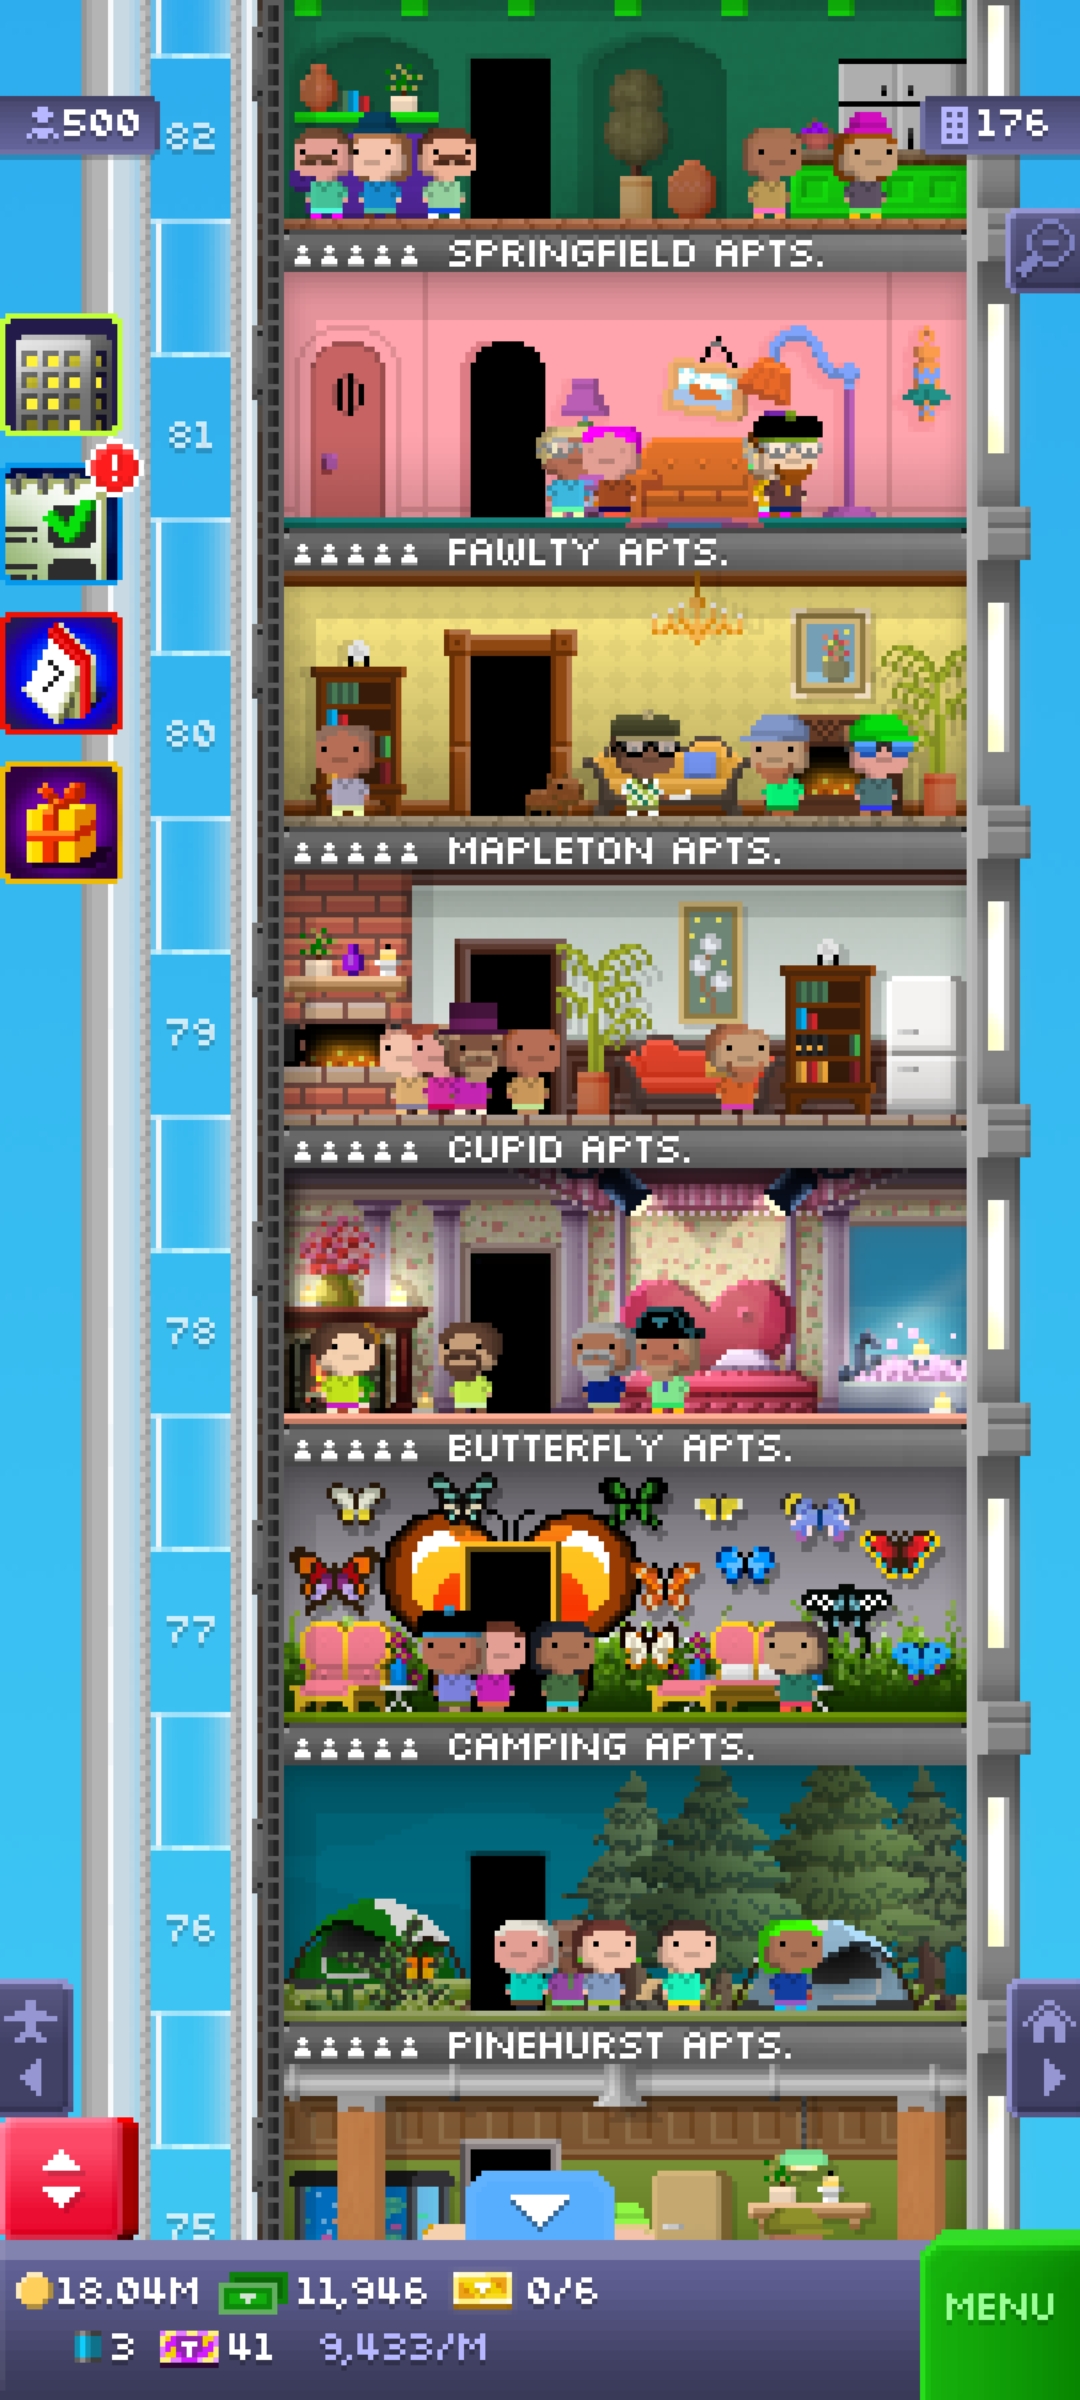 500
82
176
SPRINGFIELD APTS.
81
FAWLTY APTS.
80
MAPLETON APTS.
79
CUPID APTS.
78
BUTTERFLY APTS.
77
CAMPING APTS.
76
PINEHURST APTS.
75
18.04M 11,946 0/6
MENU
3 T 41 9,433/M